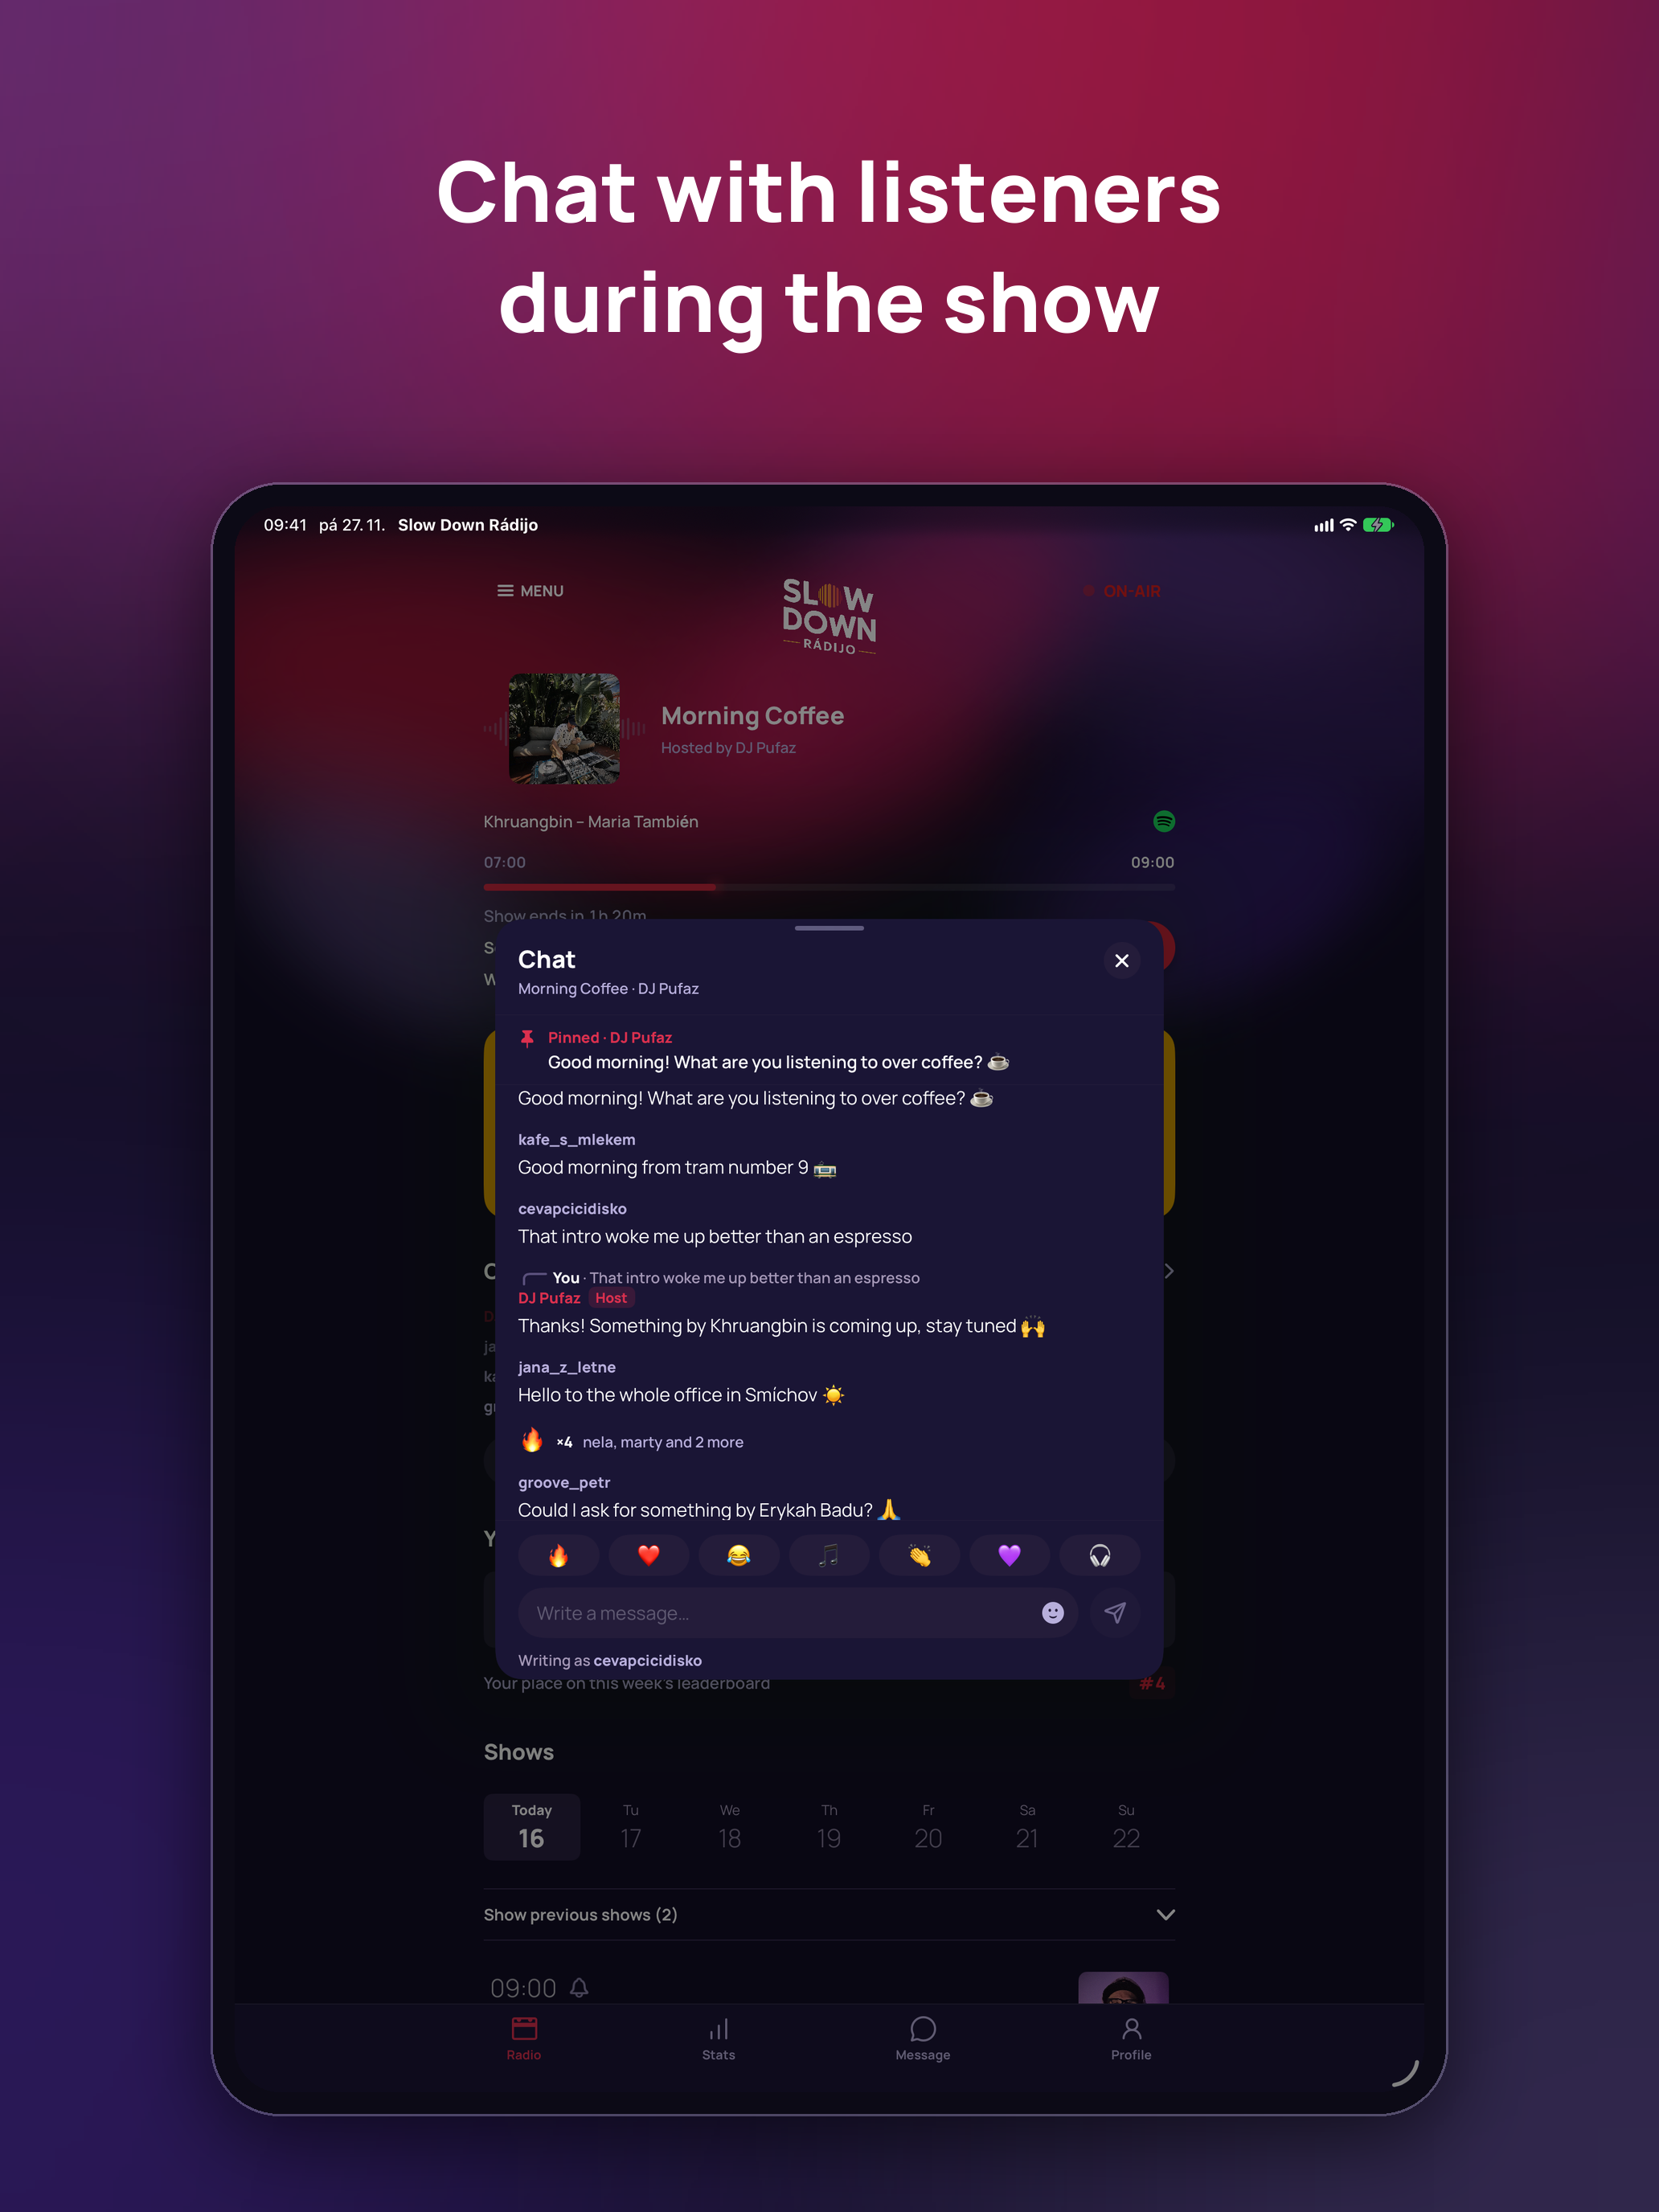 Chat with listeners
during the show
09:41 pá 27. 11. Slow Down Rádijo
MENU
SLOW
DOWN
RÁDIJO
ON-AIR
Morning Coffee
Hosted by DJ Pufaz
Khruangbin – Maria También
07:00
09:00
Show ends in 1h 20m
Chat
Morning Coffee · DJ Pufaz
Pinned · DJ Pufaz
Good morning! What are you listening to over coffee? ☕
Good morning! What are you listening to over coffee? ☕
kafe_s_mlekem
Good morning from tram number 9 🚋
cevapcicidisko
That intro woke me up better than an espresso
You · That intro woke me up better than an espresso
DJ Pufaz Host
Thanks! Something by Khruangbin is coming up, stay tuned 🙌
jana_z_letne
Hello to the whole office in Smíchov ☀️
🔥 ×4 nela, marty and 2 more
groove_petr
Could I ask for something by Erykah Badu? 🙏
🔥 ❤️ 😂 🎵 👏 💜 🎧
Write a message...
Writing as cevapcicidisko
Your place on this week's leaderboard
#4
Shows
Today Tu We Th Fr Sa Su
16 17 18 19 20 21 22
Show previous shows (2)
09:00
Radio Stats Message Profile